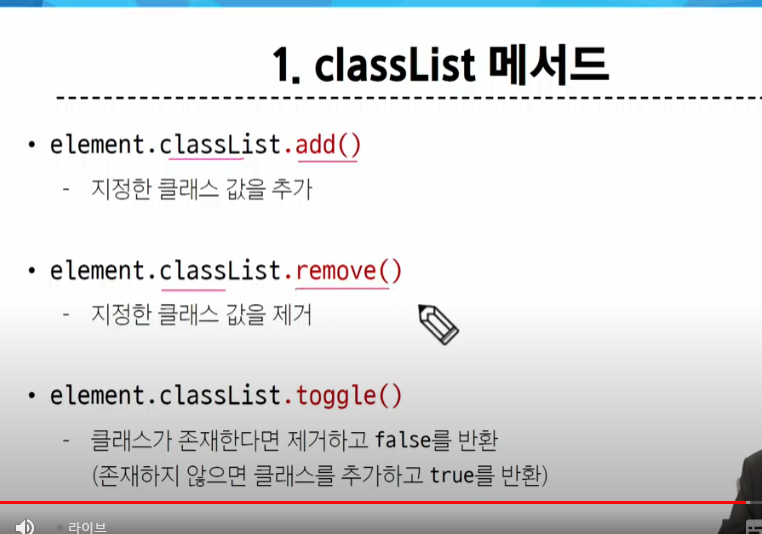 1. classList 메서드
• element.classList.add()
- 지정한 클래스 값을 추가
• element.classList.remove()
- 지정한 클래스 값을 제거
• element.classList.toggle()
- 클래스가 존재한다면 제거하고 false를 반환
(존재하지 않으면 클래스를 추가하고 true를 반환)
라이브